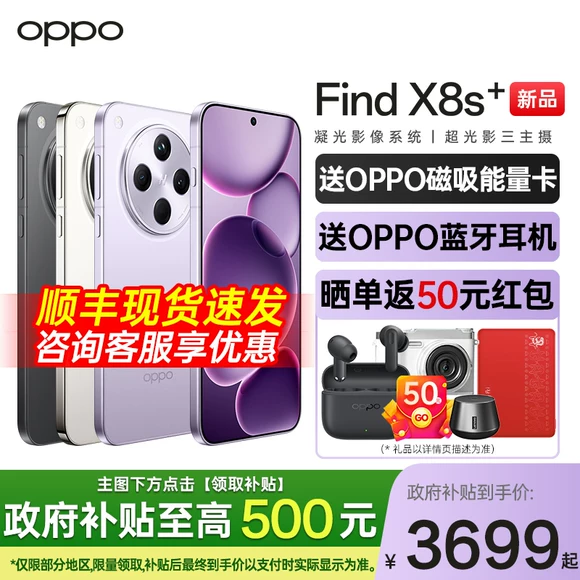 oppo
Find X8s+ 新品
凝光影像系统丨超光影三主摄
送OPPO磁吸能量卡
送OPPO蓝牙耳机
晒单返50元红包
顺丰现货速发
咨询客服享优惠
oppo
oppo
50元
GO
(* 礼品以详情页描述为准)
主图下方点击【领取补贴】
政府补贴至高500元
*仅限部分地区,限量领取,补贴后最终到手价以支付时实际显示为准。
政府补贴到手价:
¥3699起